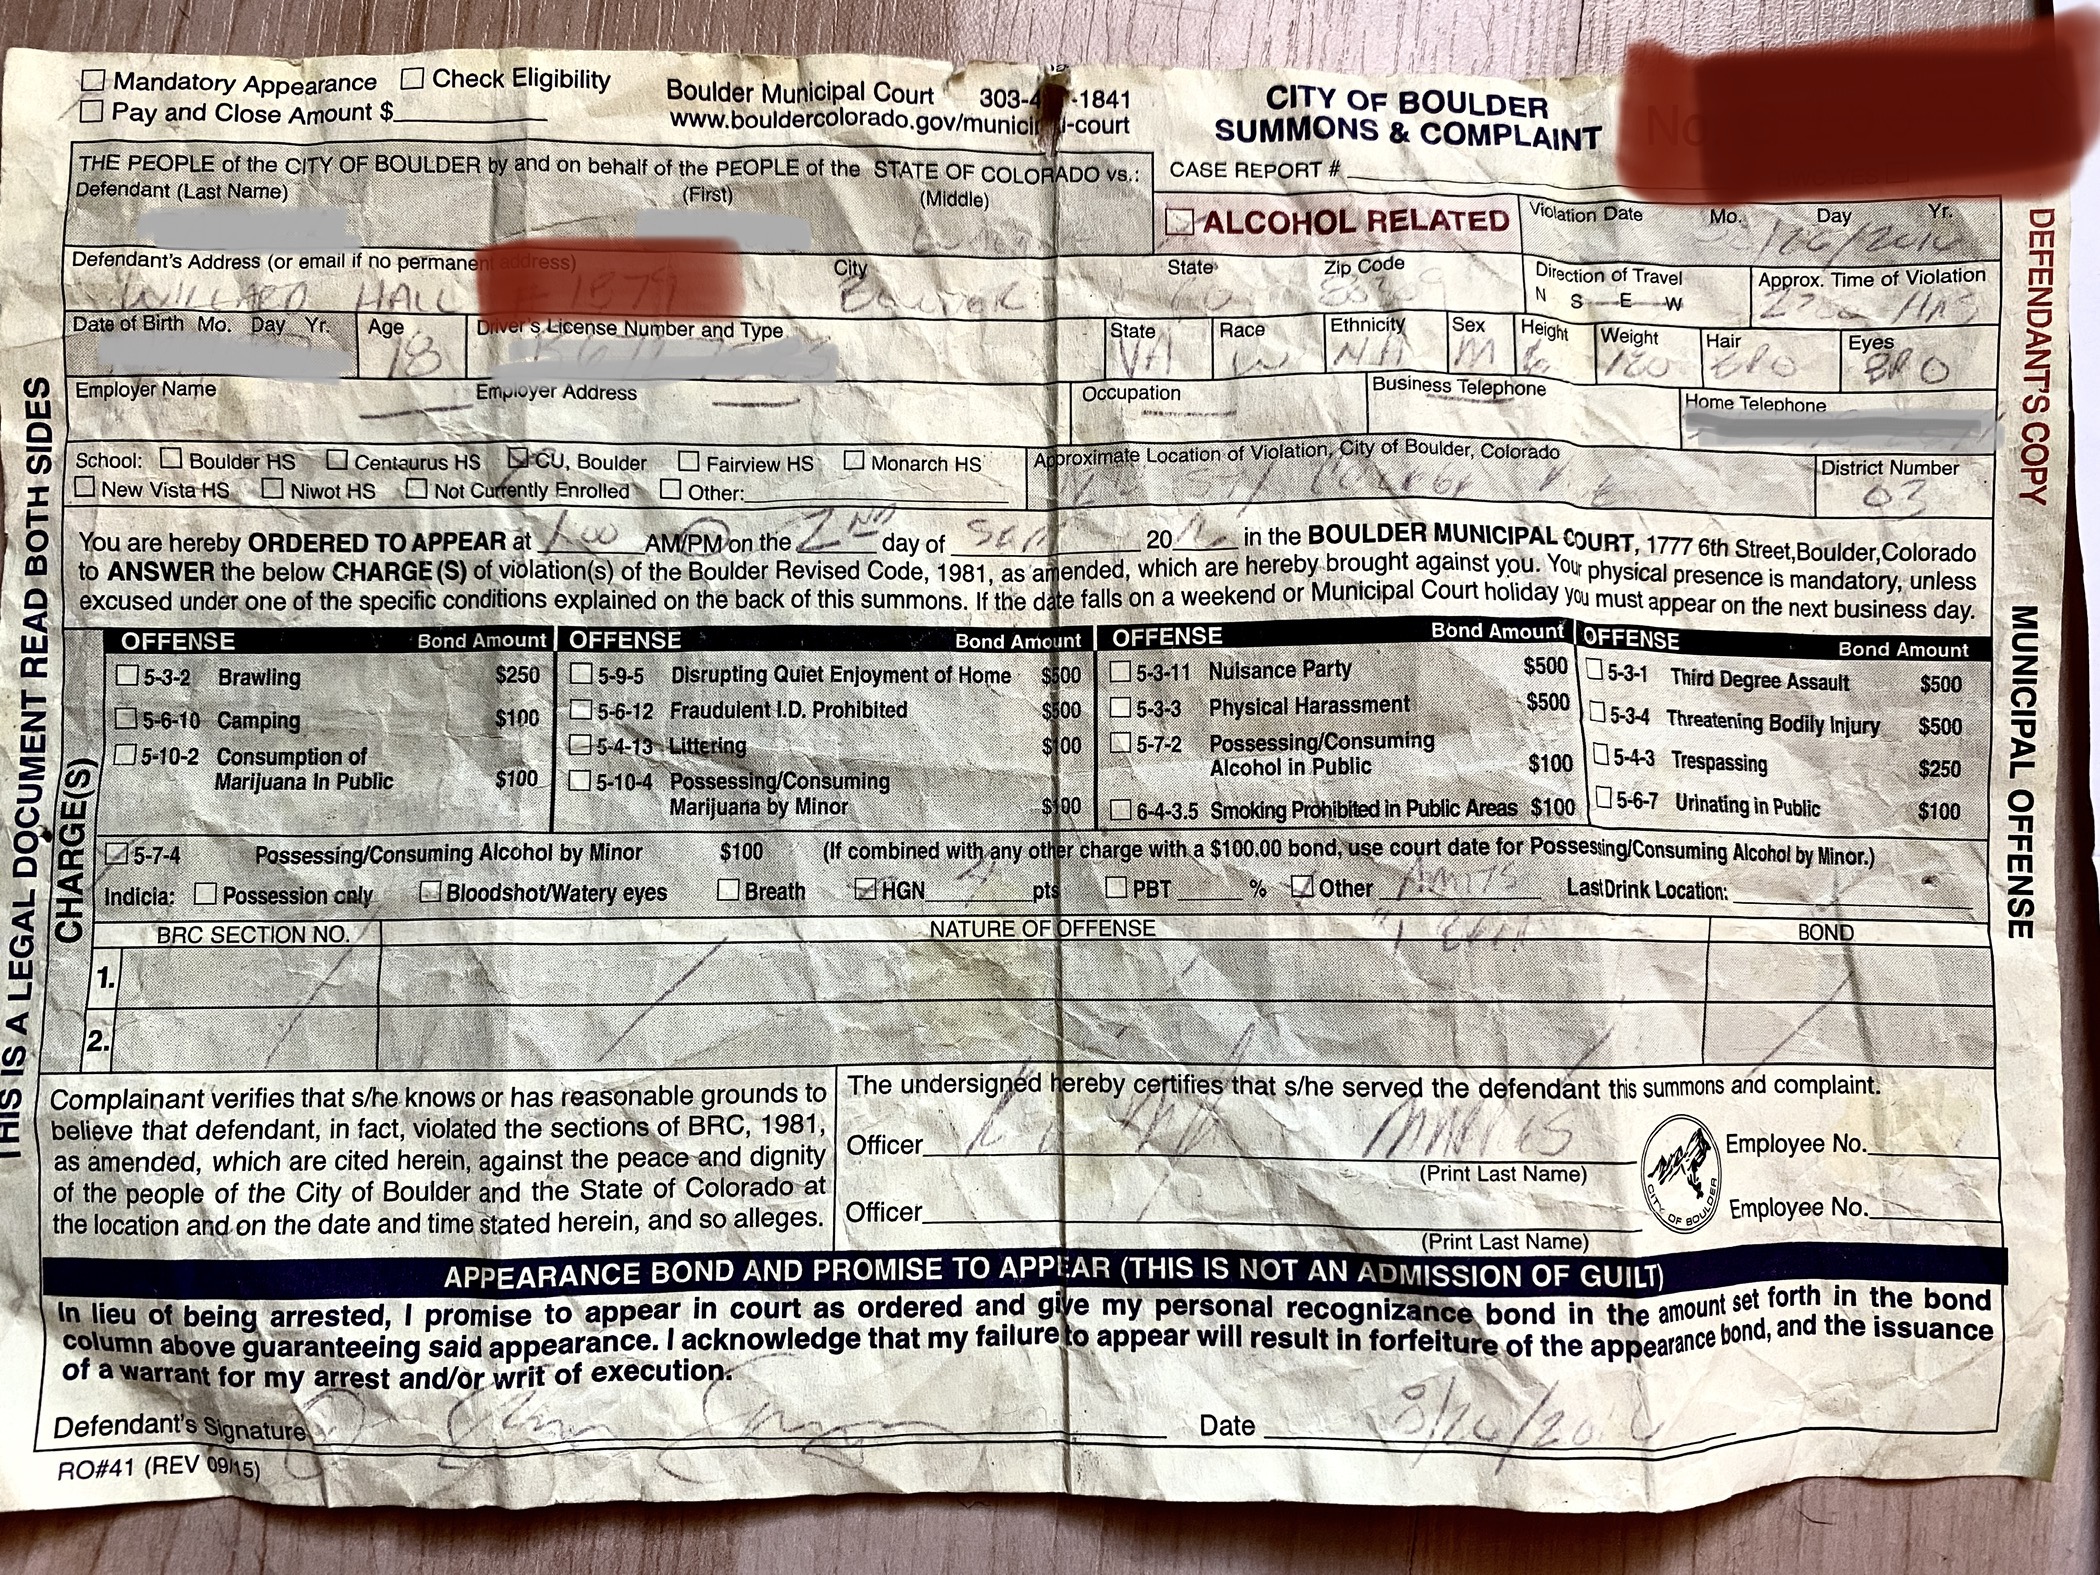 ☐ Mandatory Appearance ☐ Check Eligibility
☐ Pay and Close Amount $
Boulder Municipal Court 303-4 -1841
www.bouldercolorado.gov/munici l-court
CITY OF BOULDER
SUMMONS & COMPLAINT
No
THE PEOPLE of the CITY OF BOULDER by and on behalf of the PEOPLE of the STATE OF COLORADO vs.:
CASE REPORT #
Defendant (Last Name) (First) (Middle)
☐ ALCOHOL RELATED
Violation Date Mo. Day Yr.
/26/2016
Defendant's Address (or email if no permanent address) City State Zip Code
WILLARD HALL BOULDER CO
Direction of Travel
N S E W
Approx. Time of Violation
HRS
Date of Birth Mo. Day Yr. Age Driver's License Number and Type State Race Ethnicity Sex Height Weight Hair Eyes
18 VA W NA M 6 BRO BRO
Employer Name Employer Address Occupation Business Telephone Home Telephone
School: ☐ Boulder HS ☐ Centaurus HS ☑ CU, Boulder ☐ Fairview HS ☐ Monarch HS
☐ New Vista HS ☐ Niwot HS ☐ Not Currently Enrolled ☐ Other:
Approximate Location of Violation, City of Boulder, Colorado
District Number
03
You are hereby ORDERED TO APPEAR at 1:00 AM/PM on the 2ND day of SEPT 2016 in the BOULDER MUNICIPAL COURT, 1777 6th Street, Boulder, Colorado
to ANSWER the below CHARGE(S) of violation(s) of the Boulder Revised Code, 1981, as amended, which are hereby brought against you. Your physical presence is mandatory, unless
excused under one of the specific conditions explained on the back of this summons. If the date falls on a weekend or Municipal Court holiday you must appear on the next business day.
CHARGE(S)
OFFENSE Bond Amount
☐ 5-3-2 Brawling $250
☐ 5-6-10 Camping $100
☐ 5-10-2 Consumption of
Marijuana In Public $100
OFFENSE Bond Amount
☐ 5-9-5 Disrupting Quiet Enjoyment of Home $500
☐ 5-6-12 Fraudulent I.D. Prohibited $500
☐ 5-4-13 Littering $100
☐ 5-10-4 Possessing/Consuming
Marijuana by Minor $100
OFFENSE Bond Amount
☐ 5-3-11 Nuisance Party $500
☐ 5-3-3 Physical Harassment $500
☐ 5-7-2 Possessing/Consuming
Alcohol in Public $100
☐ 6-4-3.5 Smoking Prohibited in Public Areas $100
OFFENSE Bond Amount
☐ 5-3-1 Third Degree Assault $500
☐ 5-3-4 Threatening Bodily Injury $500
☐ 5-4-3 Trespassing $250
☐ 5-6-7 Urinating in Public $100
☑ 5-7-4 Possessing/Consuming Alcohol by Minor $100 (If combined with any other charge with a $100.00 bond, use court date for Possessing/Consuming Alcohol by Minor.)
Indicia: ☐ Possession only ☑ Bloodshot/Watery eyes ☐ Breath ☑ HGN pts ☐ PBT % ☑ Other Last Drink Location:
BRC SECTION NO. NATURE OF OFFENSE BOND
1.
2.
Complainant verifies that s/he knows or has reasonable grounds to
believe that defendant, in fact, violated the sections of BRC, 1981,
as amended, which are cited herein, against the peace and dignity
of the people of the City of Boulder and the State of Colorado at
the location and on the date and time stated herein, and so alleges.
The undersigned hereby certifies that s/he served the defendant this summons and complaint.
Officer Employee No.
(Print Last Name)
Officer Employee No.
(Print Last Name)
CITY OF BOULDER
APPEARANCE BOND AND PROMISE TO APPEAR (THIS IS NOT AN ADMISSION OF GUILT)
In lieu of being arrested, I promise to appear in court as ordered and give my personal recognizance bond in the amount set forth in the bond
column above guaranteeing said appearance. I acknowledge that my failure to appear will result in forfeiture of the appearance bond, and the issuance
of a warrant for my arrest and/or writ of execution.
Defendant's Signature Date 8/26/2016
RO#41 (REV 09/15)
THIS IS A LEGAL DOCUMENT READ BOTH SIDES
DEFENDANT'S COPY
MUNICIPAL OFFENSE